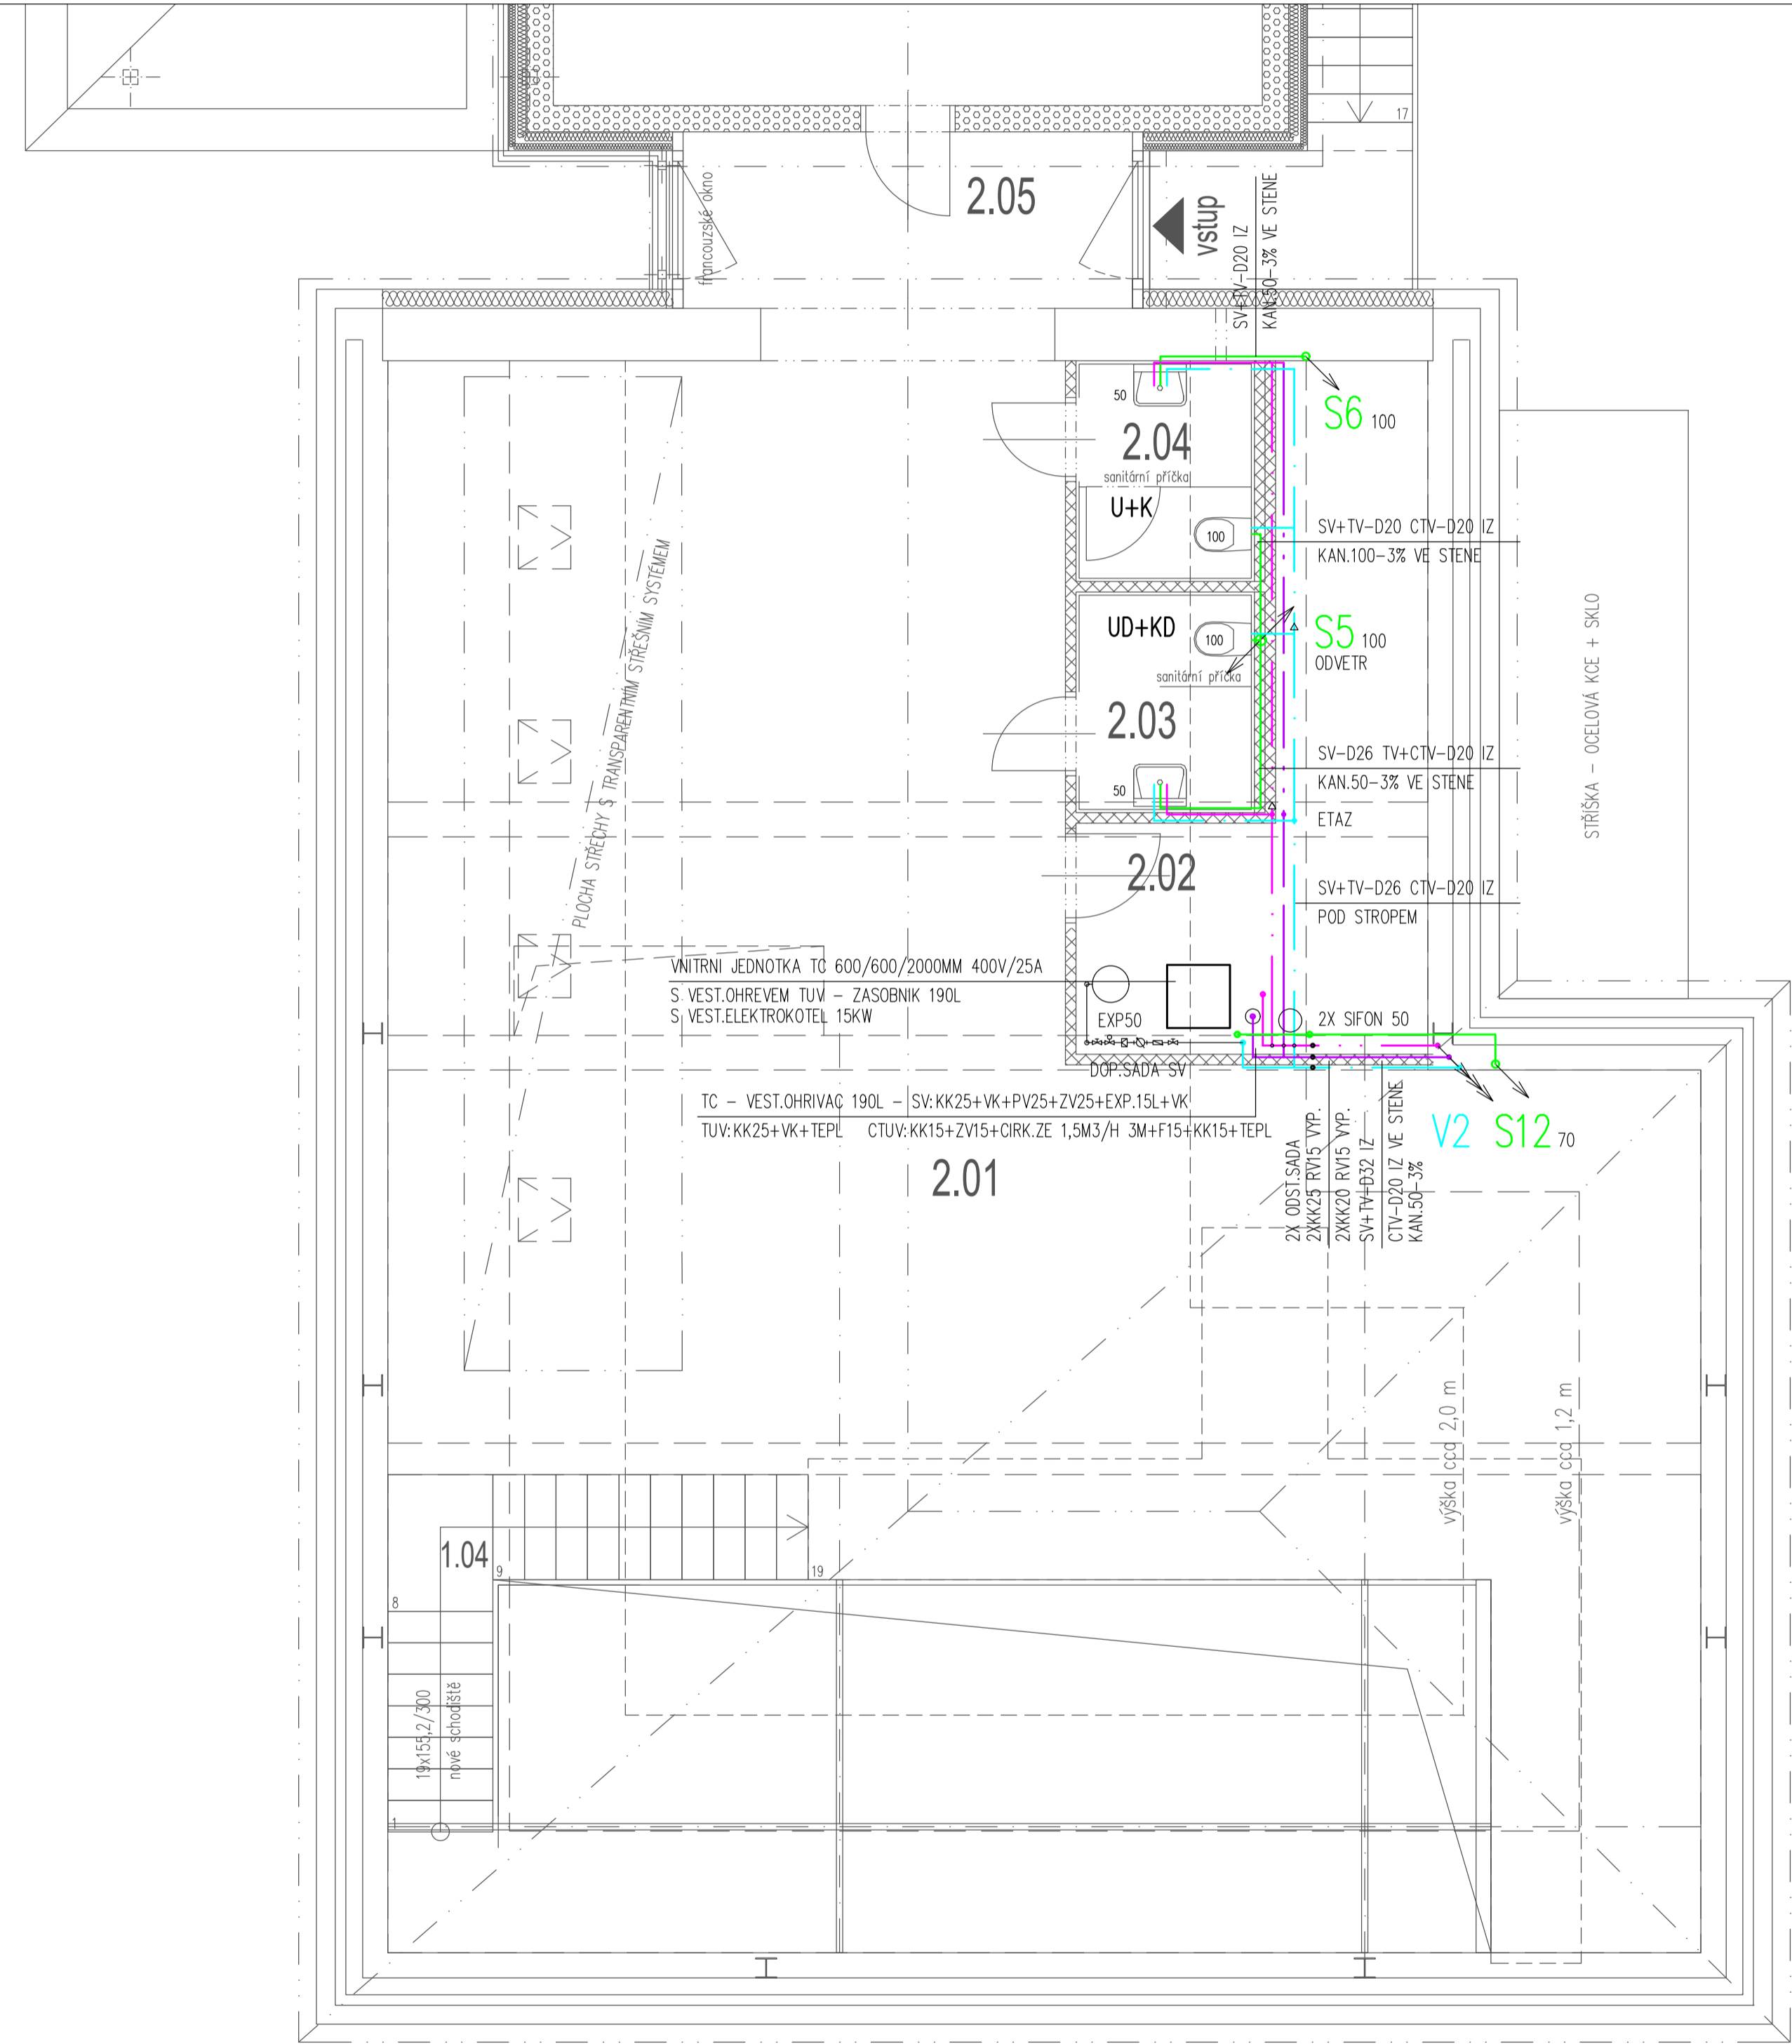 17
2.05
francouzské okno
vstup
SV+TV-D20 IZ
KAN.50-3% VE STENE
50
S6 100
2.04
sanitární příčka
U+K
100
SV+TV-D20 CTV-D20 IZ
KAN.100-3% VE STENE
STŘÍŠKA - OCELOVÁ KCE + SKLO
PLOCHA STŘECHY S TRANSPARENTNÍM STŘEŠNÍM SYSTÉMEM
UD+KD
100
S5 100
ODVETR
sanitární příčka
2.03
SV-D26 TV+CTV-D20 IZ
KAN.50-3% VE STENE
50
ETAZ
2.02
SV+TV-D26 CTV-D20 IZ
POD STROPEM
VNITRNI JEDNOTKA TC 600/600/2000MM 400V/25A
S VEST.OHREVEM TUV - ZASOBNIK 190L
S VEST.ELEKTROKOTEL 15KW
EXP50
2X SIFON 50
DOP.SADA SV
TC - VEST.OHRIVAC 190L - SV:KK25+VK+PV25+ZV25+EXP.15L+VK
TUV:KK25+VK+TEPL CTUV:KK15+ZV15+CIRK.ZE 1,5M3/H 3M+F15+KK15+TEPL
V2
S12 70
2X ODST.SADA
2XKK25 RV15 VYP.
2XKK20 RV15 VYP.
SV+TV-D32 IZ
CTV-D20 IZ VE STENE
KAN.50-3%
2.01
výška cca 2,0 m
výška cca 1,2 m
1.04
9
19
8
19x155,2/300
nové schodiště
1